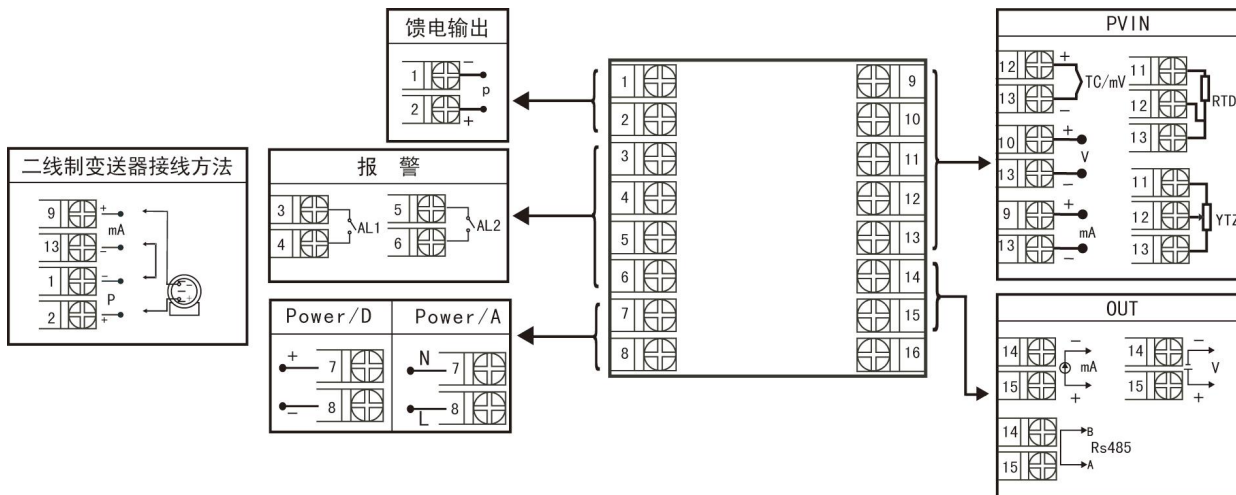 馈电输出
1 −
p
2 +
二线制变送器接线方法
9 +
mA
13 −
1 −
P
2 +
报 警
3 AL1
4
5 AL2
6
Power/D Power/A
+ 7
− 8
N 7
L 8
1 9
2 10
3 11
4 12
5 13
6 14
7 15
8 16
PVIN
12 +
TC/mV
13 −
11
12 RTD
13
10 +
V
13 −
9 +
mA
13 −
11
12 YTZ
13
OUT
14 −
mA
15 +
14 −
V
15 +
14 B
Rs485
15 A